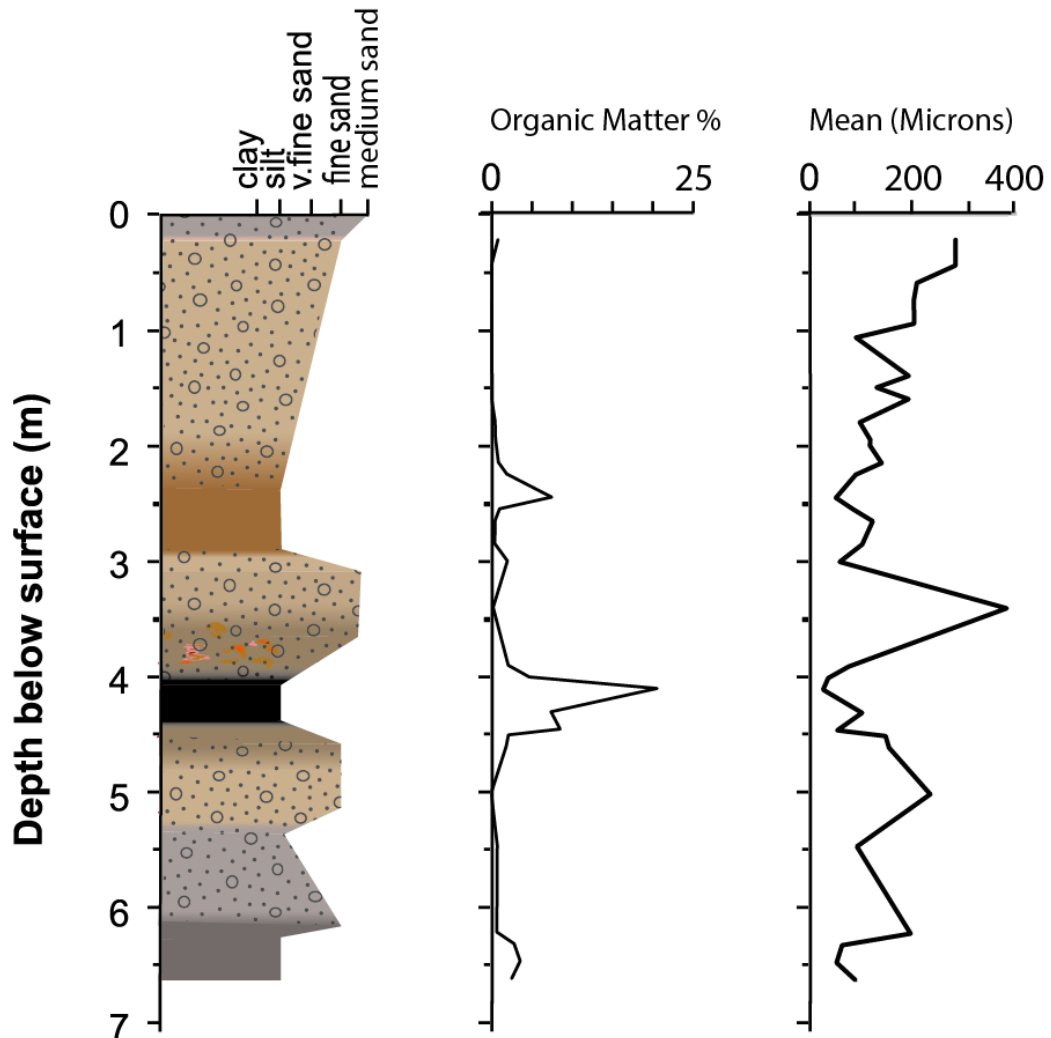 clay
silt
v.fine sand
fine sand
medium sand
Organic Matter %
Mean (Microns)
0
25
0
200
400
Depth below surface (m)
0
1
2
3
4
5
6
7